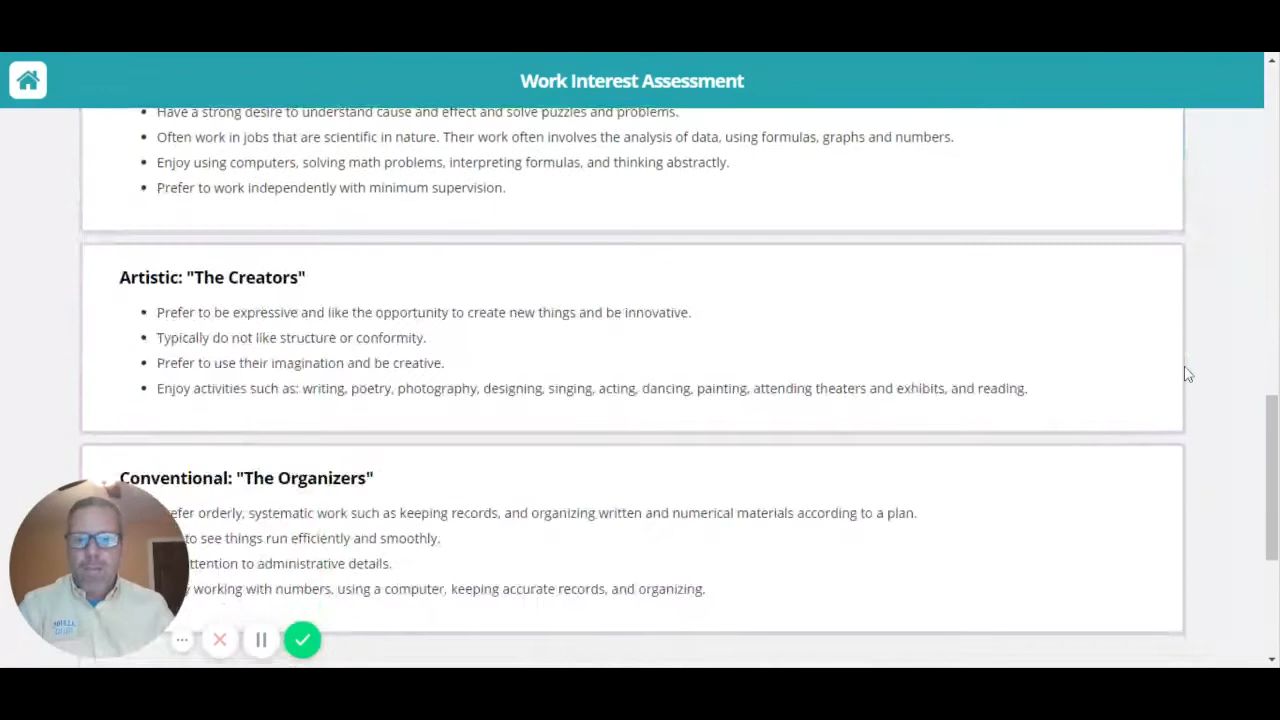 Work Interest Assessment
Have a strong desire to understand cause and effect and solve puzzles and problems.
Often work in jobs that are scientific in nature. Their work often involves the analysis of data, using formulas, graphs and numbers.
Enjoy using computers, solving math problems, interpreting formulas, and thinking abstractly.
Prefer to work independently with minimum supervision.
Artistic: "The Creators"
Prefer to be expressive and like the opportunity to create new things and be innovative.
Typically do not like structure or conformity.
Prefer to use their imagination and be creative.
Enjoy activities such as: writing, poetry, photography, designing, singing, acting, dancing, painting, attending theaters and exhibits, and reading.
Conventional: "The Organizers"
orderly, systematic work such as keeping records, and organizing written and numerical materials according to a plan.
to see things run efficiently and smoothly.
to administrative details.
working with numbers, using a computer, keeping accurate records, and organizing.